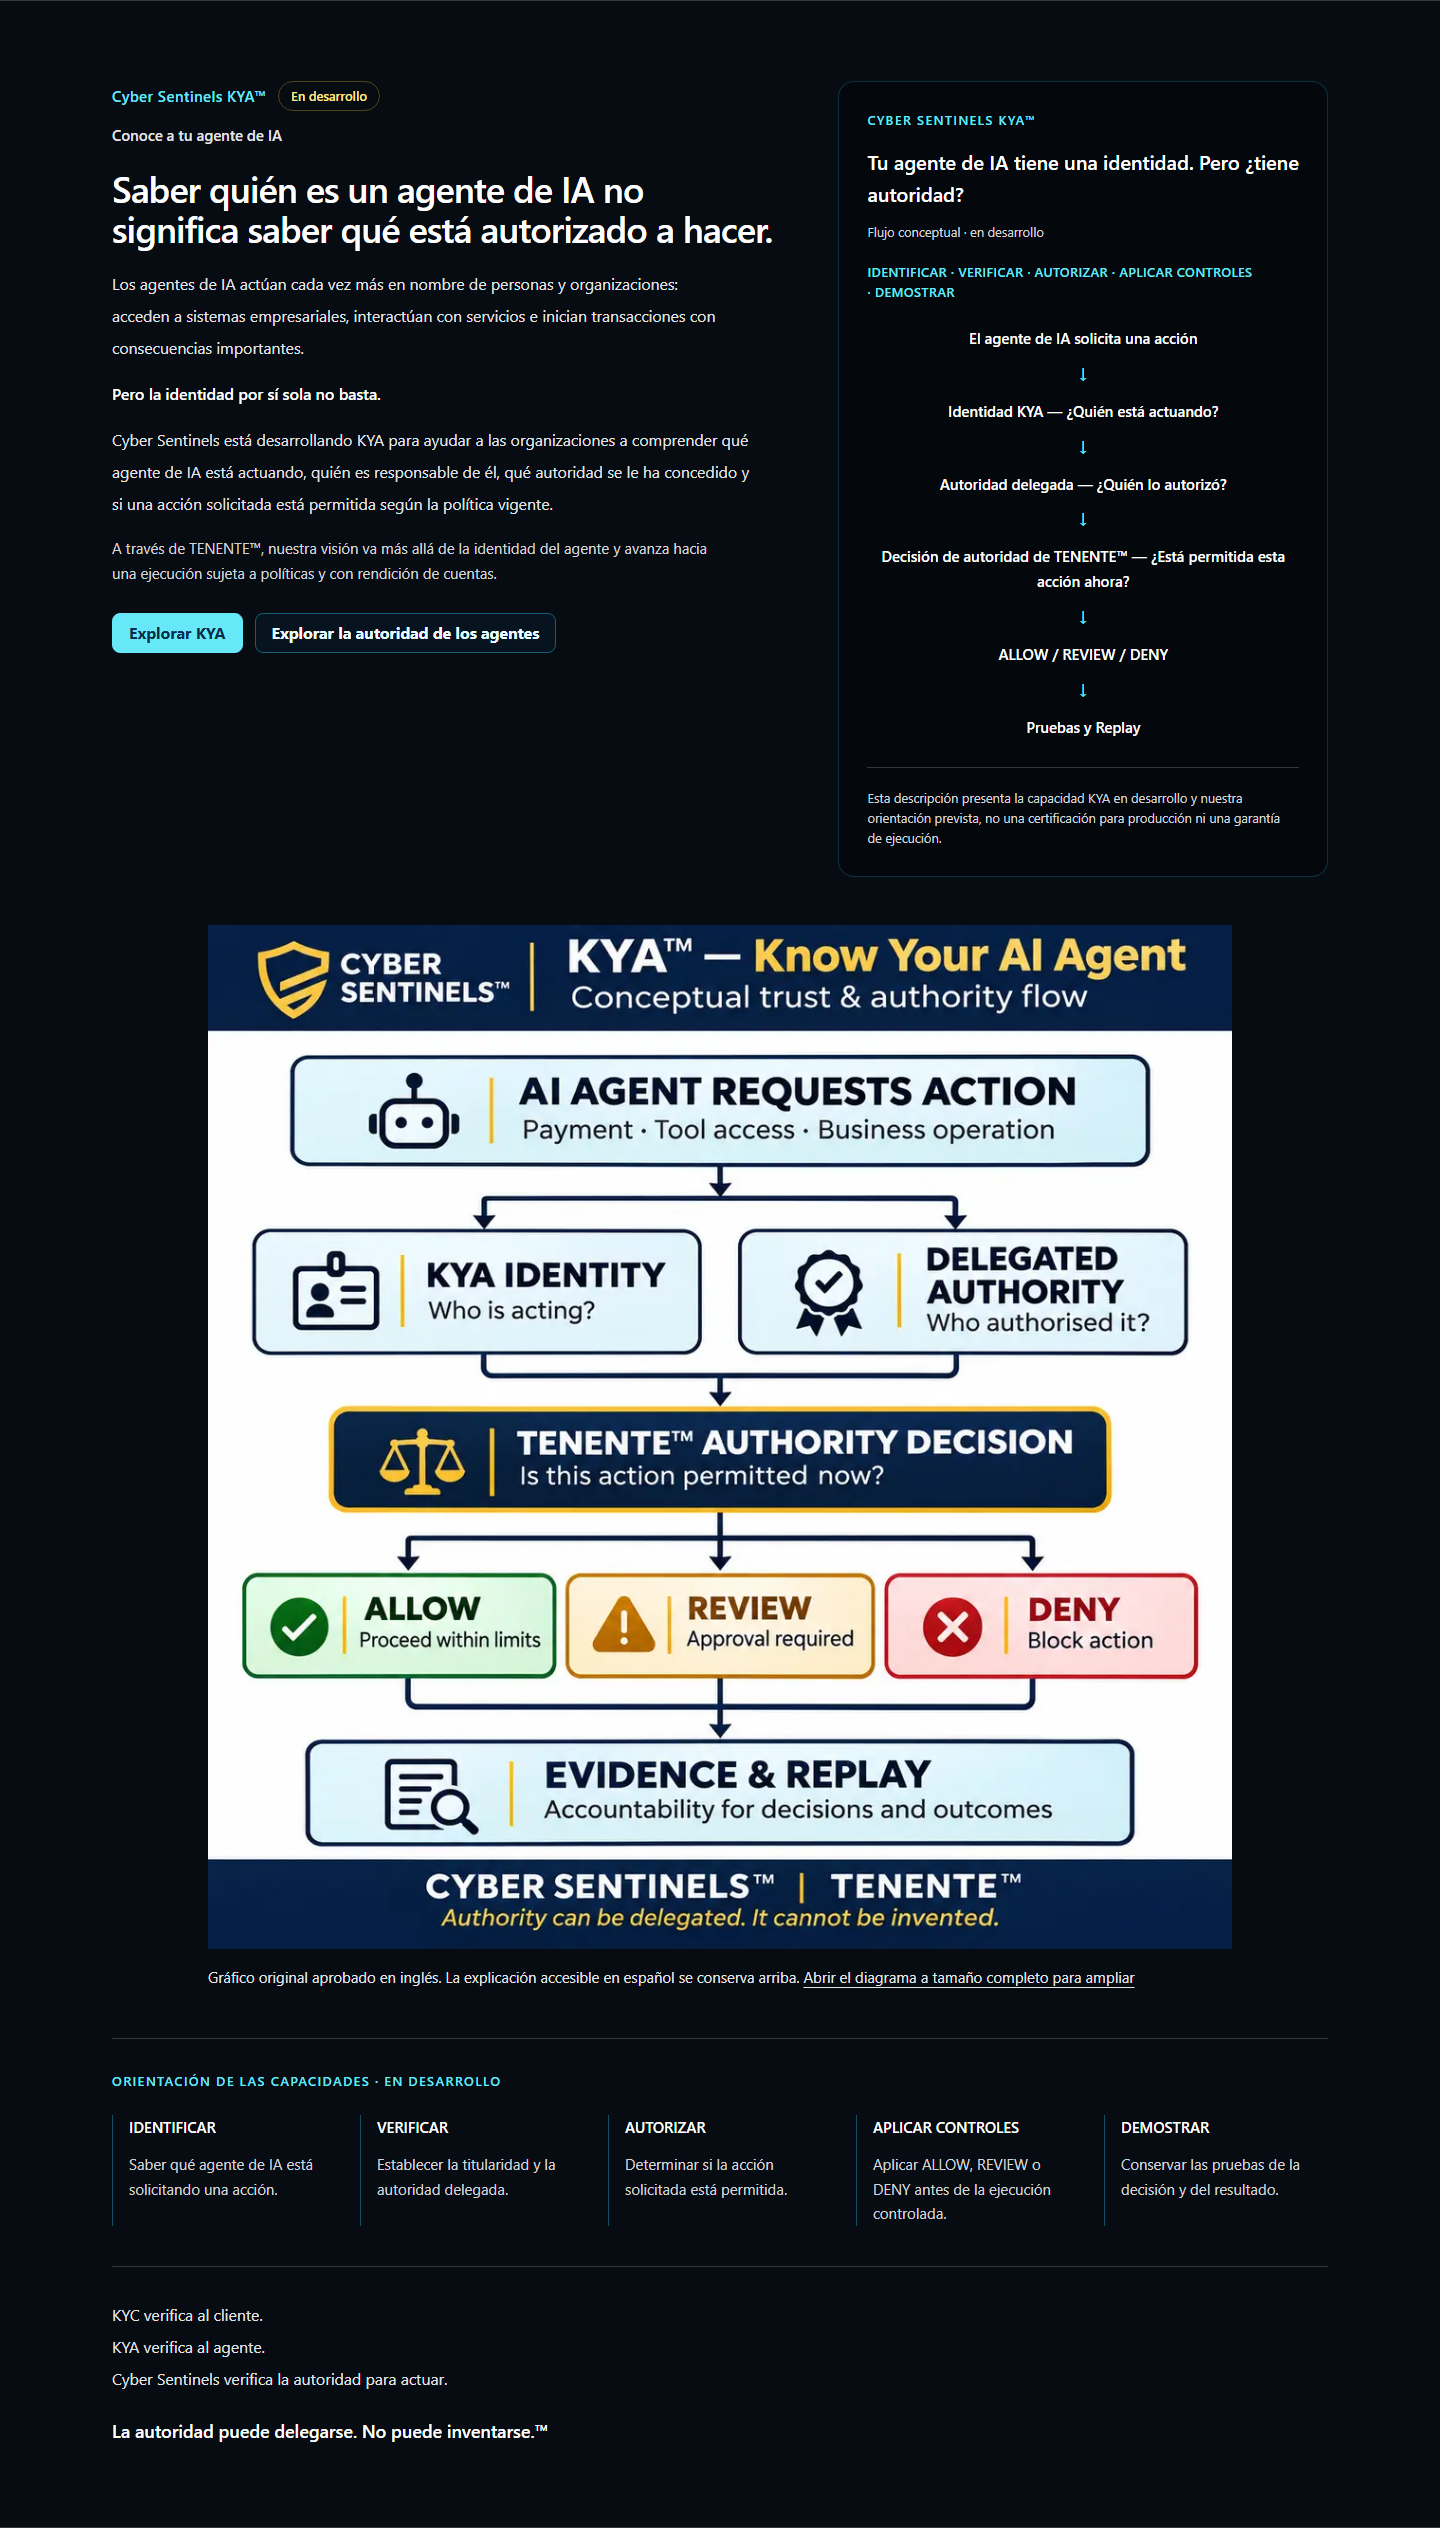 Cyber Sentinels KYA™
En desarrollo
Conoce a tu agente de IA
Saber quién es un agente de IA no
significa saber qué está autorizado a hacer.
Los agentes de IA actúan cada vez más en nombre de personas y organizaciones:
acceden a sistemas empresariales, interactúan con servicios e inician transacciones con
consecuencias importantes.
Pero la identidad por sí sola no basta.
Cyber Sentinels está desarrollando KYA para ayudar a las organizaciones a comprender qué
agente de IA está actuando, quién es responsable de él, qué autoridad se le ha concedido y
si una acción solicitada está permitida según la política vigente.
A través de TENENTE™, nuestra visión va más allá de la identidad del agente y avanza hacia
una ejecución sujeta a políticas y con rendición de cuentas.
Explorar KYA
Explorar la autoridad de los agentes
CYBER SENTINELS KYA™
Tu agente de IA tiene una identidad. Pero ¿tiene
autoridad?
Flujo conceptual · en desarrollo
IDENTIFICAR · VERIFICAR · AUTORIZAR · APLICAR CONTROLES
· DEMOSTRAR
El agente de IA solicita una acción
↓
Identidad KYA — ¿Quién está actuando?
↓
Autoridad delegada — ¿Quién lo autorizó?
↓
Decisión de autoridad de TENENTE™ — ¿Está permitida esta
acción ahora?
↓
ALLOW / REVIEW / DENY
↓
Pruebas y Replay
Esta descripción presenta la capacidad KYA en desarrollo y nuestra
orientación prevista, no una certificación para producción ni una garantía
de ejecución.
CYBER
SENTINELS™
KYA™ — Know Your AI Agent
Conceptual trust & authority flow
AI AGENT REQUESTS ACTION
Payment · Tool access · Business operation
KYA IDENTITY
Who is acting?
DELEGATED
AUTHORITY
Who authorised it?
TENENTE™ AUTHORITY DECISION
Is this action permitted now?
ALLOW
Proceed within limits
REVIEW
Approval required
DENY
Block action
EVIDENCE & REPLAY
Accountability for decisions and outcomes
CYBER SENTINELS™ | TENENTE™
Authority can be delegated. It cannot be invented.
Gráfico original aprobado en inglés. La explicación accesible en español se conserva arriba. Abrir el diagrama a tamaño completo para ampliar
ORIENTACIÓN DE LAS CAPACIDADES · EN DESARROLLO
IDENTIFICAR
Saber qué agente de IA está
solicitando una acción.
VERIFICAR
Establecer la titularidad y la
autoridad delegada.
AUTORIZAR
Determinar si la acción
solicitada está permitida.
APLICAR CONTROLES
Aplicar ALLOW, REVIEW o
DENY antes de la ejecución
controlada.
DEMOSTRAR
Conservar las pruebas de la
decisión y del resultado.
KYC verifica al cliente.
KYA verifica al agente.
Cyber Sentinels verifica la autoridad para actuar.
La autoridad puede delegarse. No puede inventarse.™